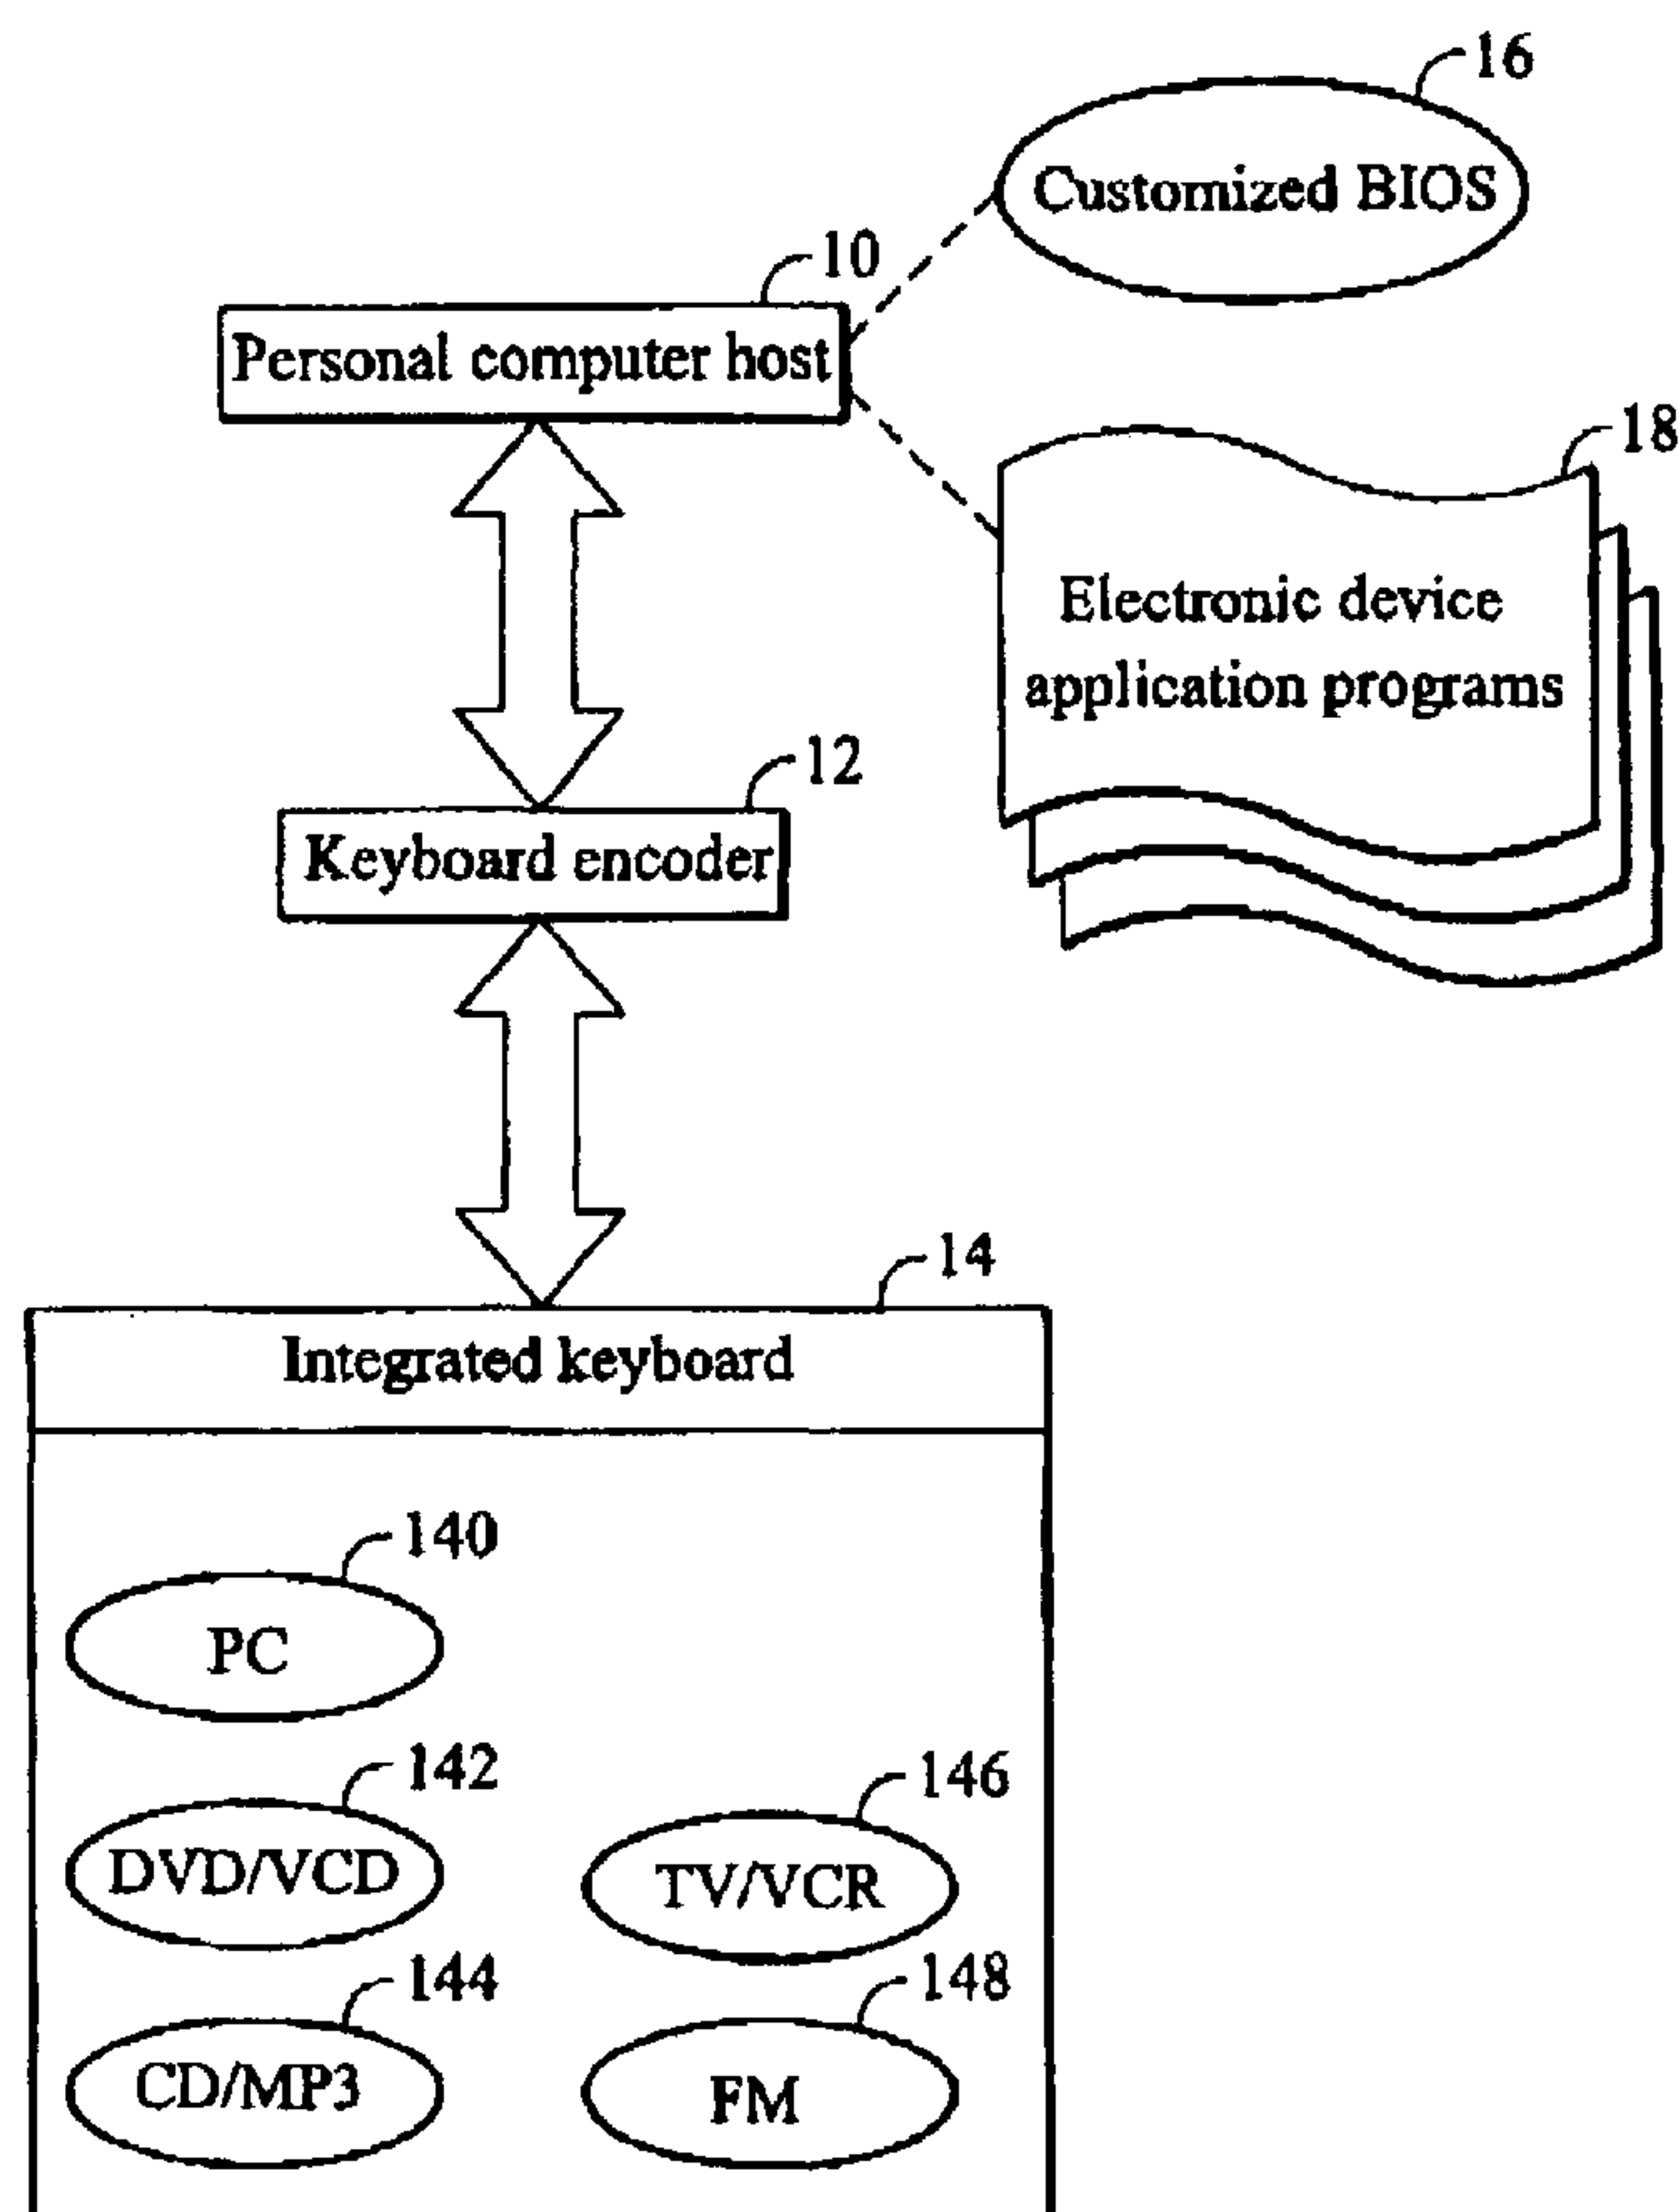 16
Customized BIOS
10
Personal computer host
18
Electronic device
application programs
12
Keyboard encoder
14
Integrated keyboard
140
PC
142
DVD/VCD
146
TV/VCR
144
CD/MP3
148
FM